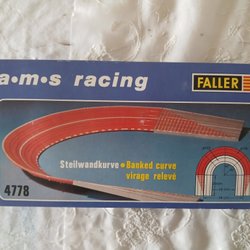 a·m·s racing
FALLER
Steilwandkurve • Banked curve
virage relevé
4778